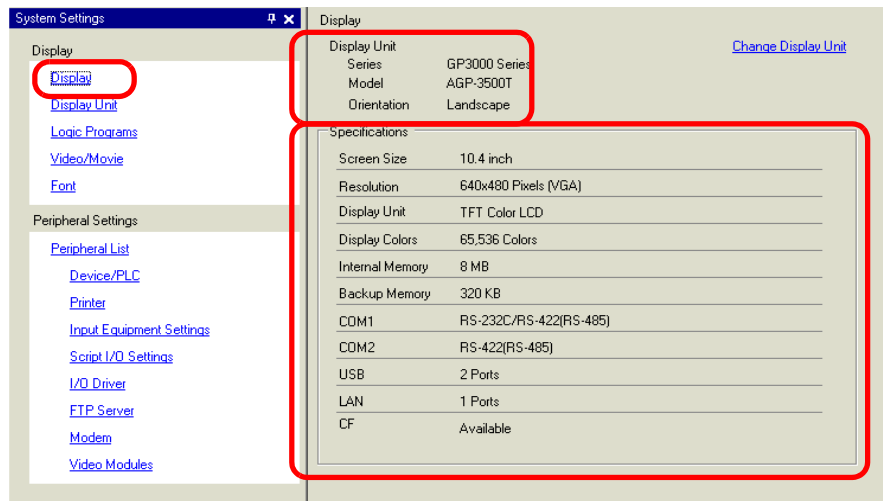 System Settings
Display
Display
Display Unit
Logic Programs
Video/Movie
Font
Peripheral Settings
Peripheral List
Device/PLC
Printer
Input Equipment Settings
Script I/O Settings
I/O Driver
FTP Server
Modem
Video Modules
Display
Display Unit Change Display Unit
Series GP3000 Series
Model AGP-3500T
Orientation Landscape
Specifications
Screen Size 10.4 inch
Resolution 640x480 Pixels (VGA)
Display Unit TFT Color LCD
Display Colors 65,536 Colors
Internal Memory 8 MB
Backup Memory 320 KB
COM1 RS-232C/RS-422(RS-485)
COM2 RS-422(RS-485)
USB 2 Ports
LAN 1 Ports
CF Available